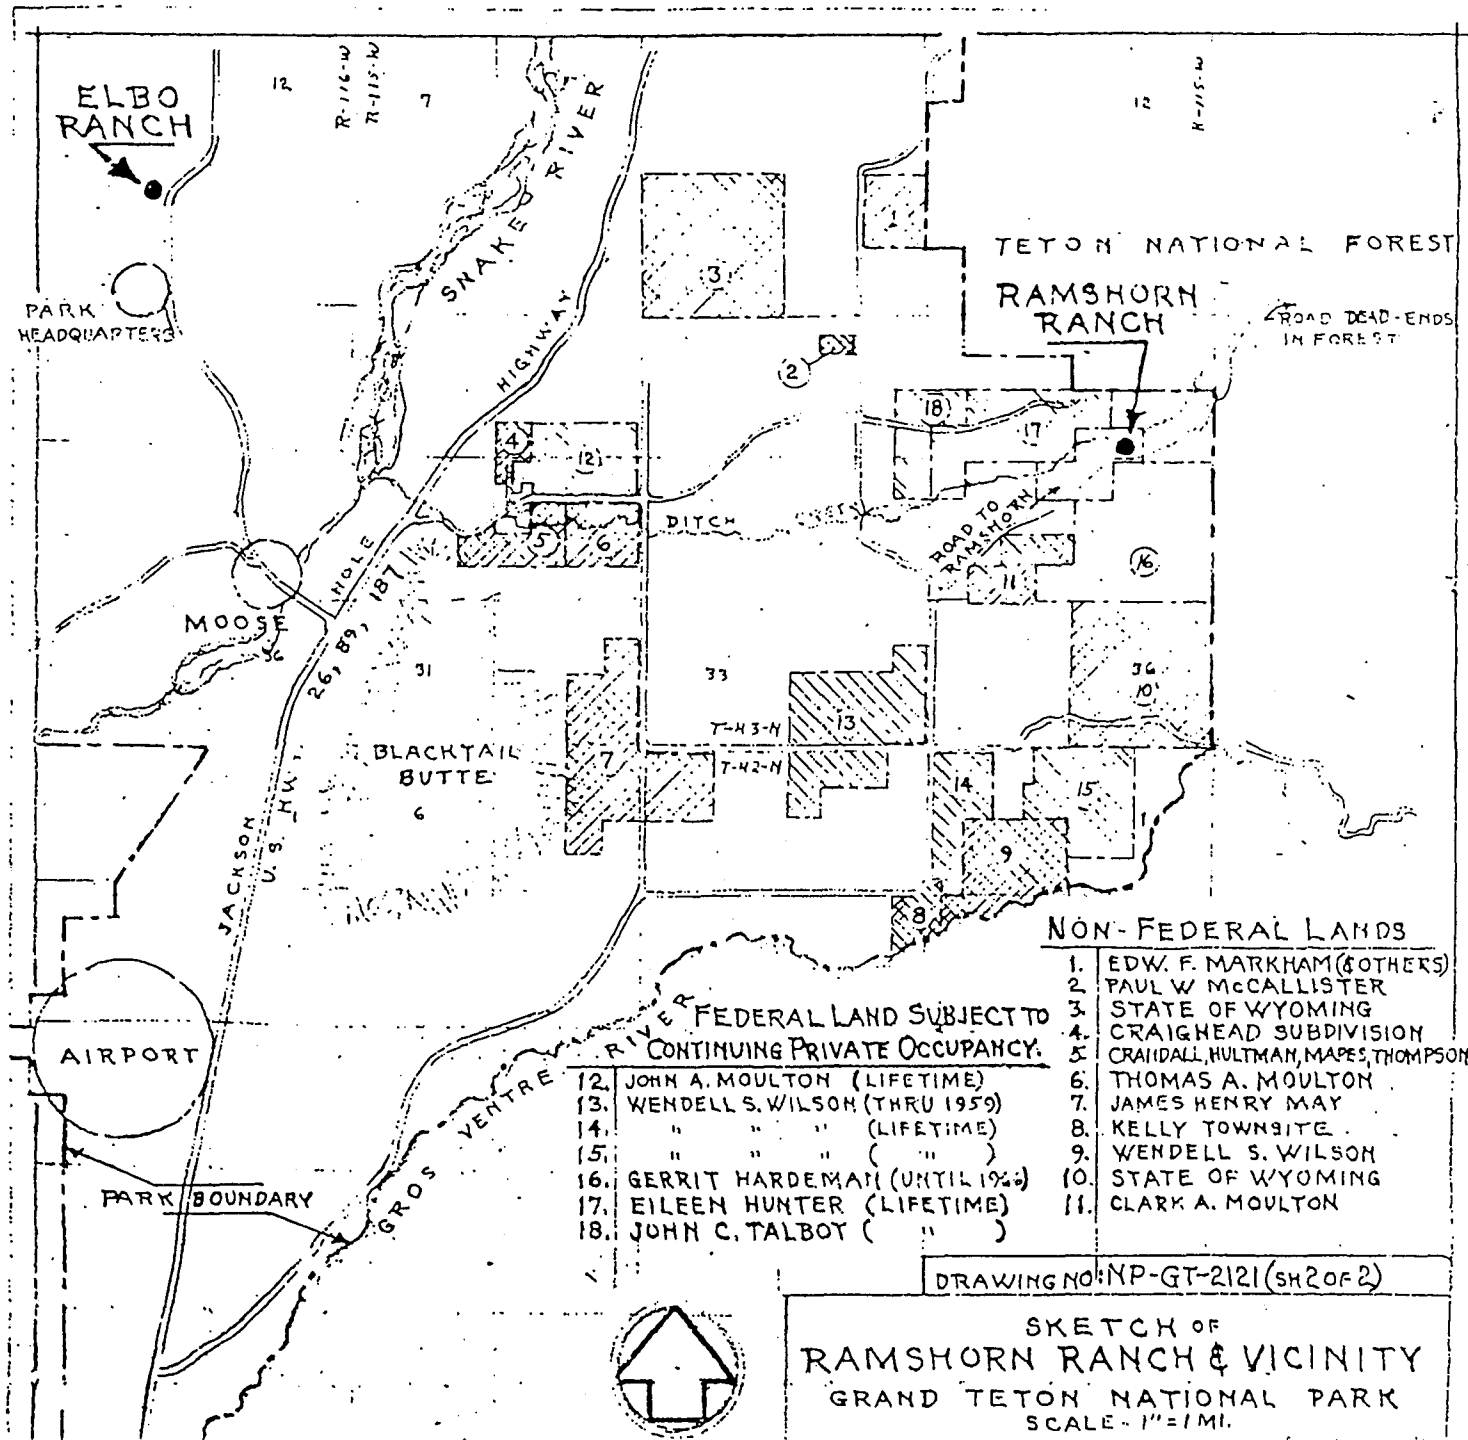 ELBO
RANCH
12
R-116-W
R-115-W
7
SNAKE RIVER
12
R-115-W
1
3
TETON NATIONAL FOREST
RAMSHORN
RANCH
ROAD DEAD-ENDS
IN FOREST
PARK
HEADQUARTERS
HIGHWAY
2
18
17
4
12
DITCH
ROAD TO
RAMSHORN
5
6
11
16
HOLE
MOOSE
36
26, 89, 187
31
33
36
10
T-43-N
13
T-42-N
BLACKTAIL
BUTTE
7
6
14
15
1
9
8
JACKSON
U.S. HWY
AIRPORT
GROS VENTRE RIVER
PARK BOUNDARY
NON-FEDERAL LANDS
1. EDW. F. MARKHAM (& OTHERS)
2 PAUL W McCALLISTER
3. STATE OF WYOMING
4. CRAIGHEAD SUBDIVISION
5. CRANDALL, HULTMAN, MAPES, THOMPSON
6. THOMAS A. MOULTON
7. JAMES HENRY MAY
8. KELLY TOWNSITE
9. WENDELL S. WILSON
10. STATE OF WYOMING
11. CLARK A. MOULTON
FEDERAL LAND SUBJECT TO
CONTINUING PRIVATE OCCUPANCY.
12. JOHN A. MOULTON (LIFETIME)
13. WENDELL S. WILSON (THRU 1959)
14. " " " (LIFETIME)
15. " " " ( " )
16. GERRIT HARDEMAN (UNTIL
17. EILEEN HUNTER (LIFETIME)
18. JOHN C. TALBOT ( " )
DRAWING NO: NP-GT-2121 (SH 2 OF 2)
SKETCH OF
RAMSHORN RANCH & VICINITY
GRAND TETON NATIONAL PARK
SCALE - 1" = 1 MI.